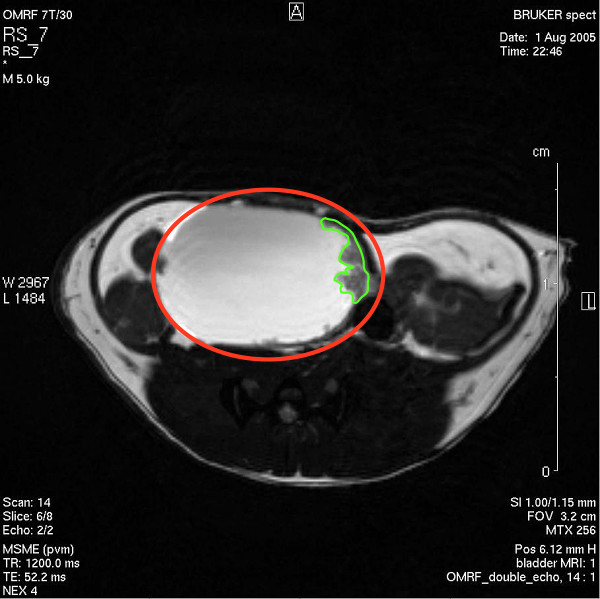 OMRF 7T/30
RS_7
RS__7
*
M 5.0 kg
A
BRUKER spect
Date: 1 Aug 2005
Time: 22:46
cm
W 2967
L 1484
1
L
0
Scan: 14
Slice: 6/8
Echo: 2/2
MSME (pvm)
TR: 1200.0 ms
TE: 52.2 ms
NEX 4
SI 1.00/1.15 mm
FOV 3.2 cm
MTX 256
Pos 6.12 mm H
bladder MRI: 1
OMRF_double_echo, 14 : 1